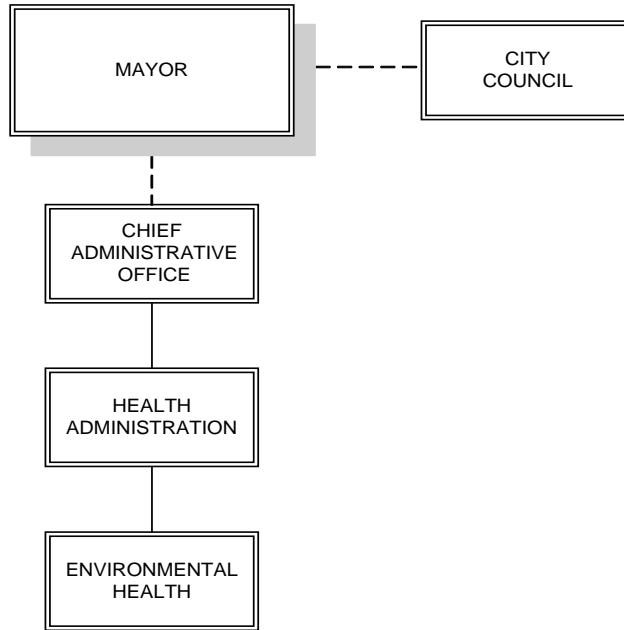 MAYOR
CITY
COUNCIL
CHIEF
ADMINISTRATIVE
OFFICE
HEALTH
ADMINISTRATION
ENVIRONMENTAL
HEALTH